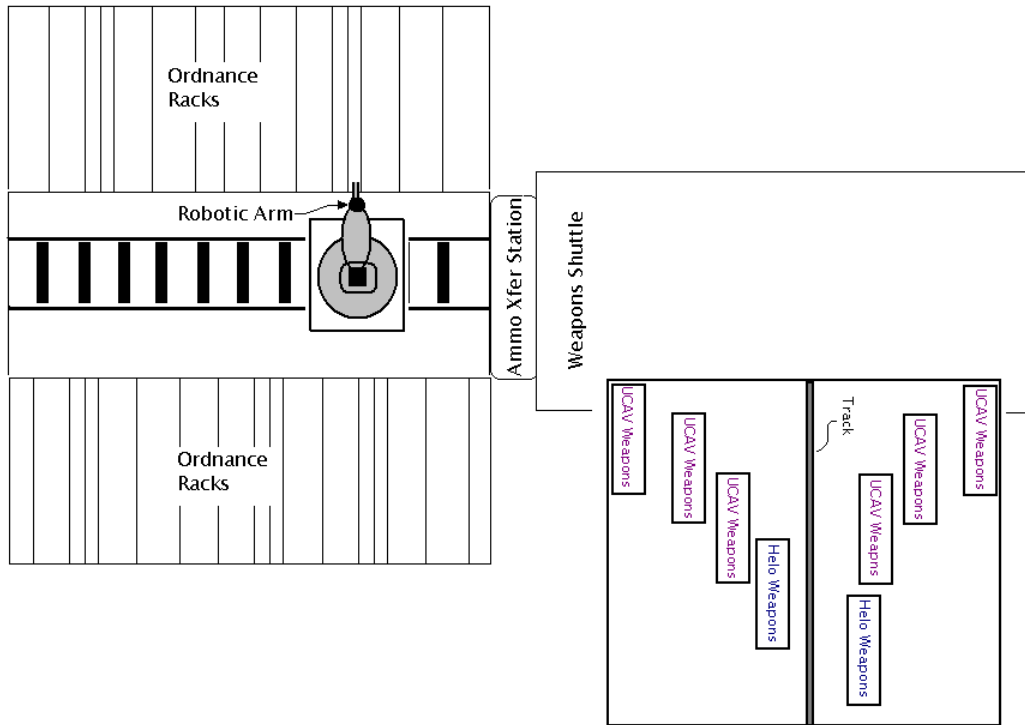 Ordnance
Racks
Robotic Arm
Ammo Xfer Station
Weapons Shuttle
Ordnance
Racks
UCAV Weapons
UCAV Weapons
UCAV Weapons
Helo Weapons
Track
UCAV Weapns
Helo Weapons
UCAV Weapons
UCAV Weapons